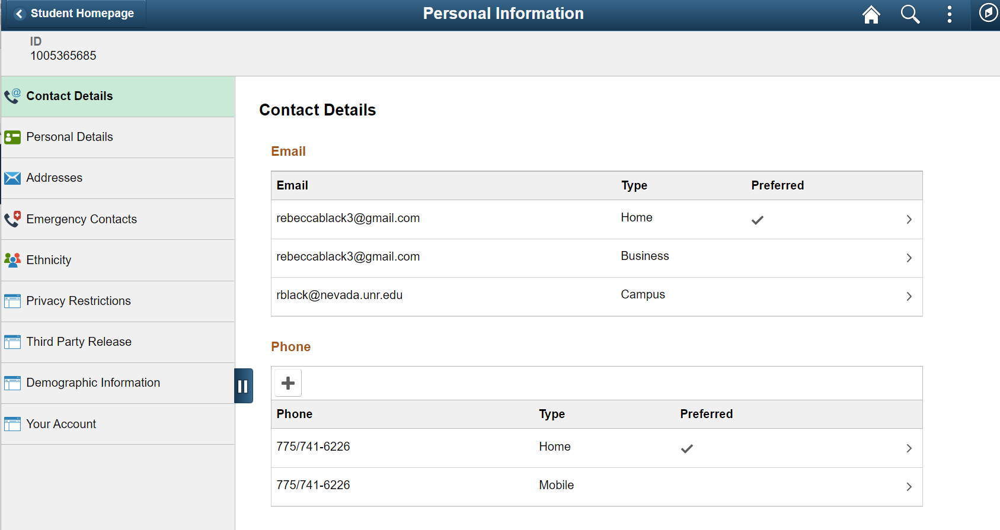 Student Homepage
Personal Information
ID
1005365685
Contact Details
Personal Details
Addresses
Emergency Contacts
Ethnicity
Privacy Restrictions
Third Party Release
Demographic Information
Your Account
Contact Details
Email
Email Type Preferred
rebeccablack3@gmail.com Home
rebeccablack3@gmail.com Business
rblack@nevada.unr.edu Campus
Phone
Phone Type Preferred
775/741-6226 Home
775/741-6226 Mobile